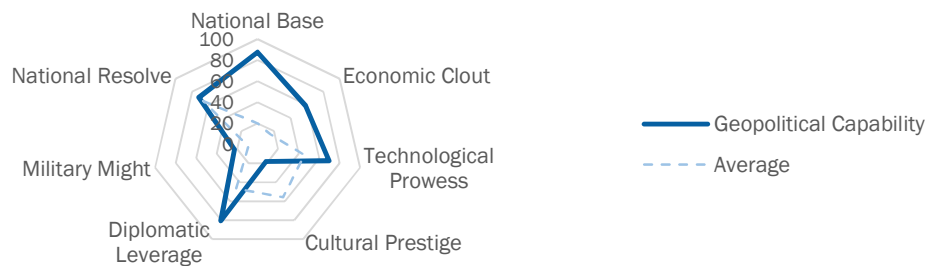 National Base
100
80
60
40
20
0
Economic Clout
National Resolve
Technological
Prowess
Military Might
Cultural Prestige
Diplomatic
Leverage
Geopolitical Capability
Average